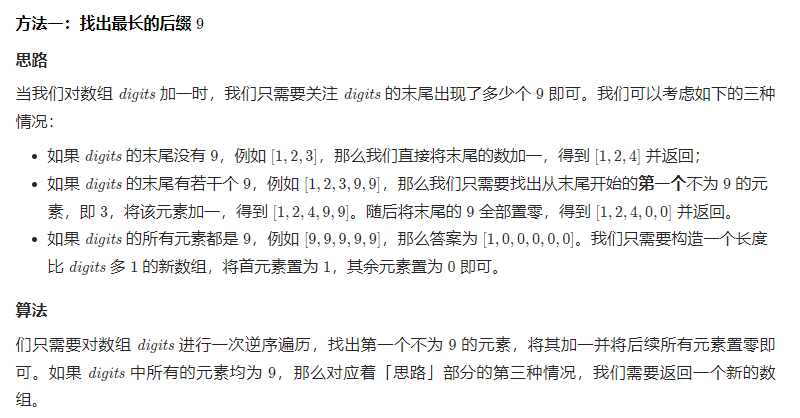 方法一：找出最长的后缀 9
思路
当我们对数组 digits 加一时，我们只需要关注 digits 的末尾出现了多少个 9 即可。我们可以考虑如下的三种
情况：
• 如果 digits 的末尾没有 9，例如 [1, 2, 3]，那么我们直接将末尾的数加一，得到 [1, 2, 4] 并返回；
• 如果 digits 的末尾有若干个 9，例如 [1, 2, 3, 9, 9]，那么我们只需要找出从末尾开始的第一个不为 9 的元
素，即 3，将该元素加一，得到 [1, 2, 4, 9, 9]。随后将末尾的 9 全部置零，得到 [1, 2, 4, 0, 0] 并返回。
• 如果 digits 的所有元素都是 9，例如 [9, 9, 9, 9, 9]，那么答案为 [1, 0, 0, 0, 0, 0]。我们只需要构造一个长度
比 digits 多 1 的新数组，将首元素置为 1，其余元素置为 0 即可。
算法
们只需要对数组 digits 进行一次逆序遍历，找出第一个不为 9 的元素，将其加一并将后续所有元素置零即
可。如果 digits 中所有的元素均为 9，那么对应着「思路」部分的第三种情况，我们需要返回一个新的数
组。